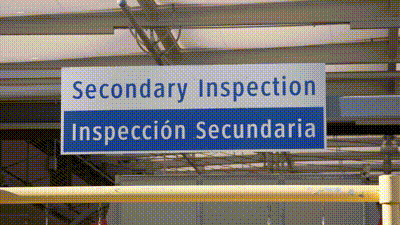 Secondary Inspection
Inspección Secundaria